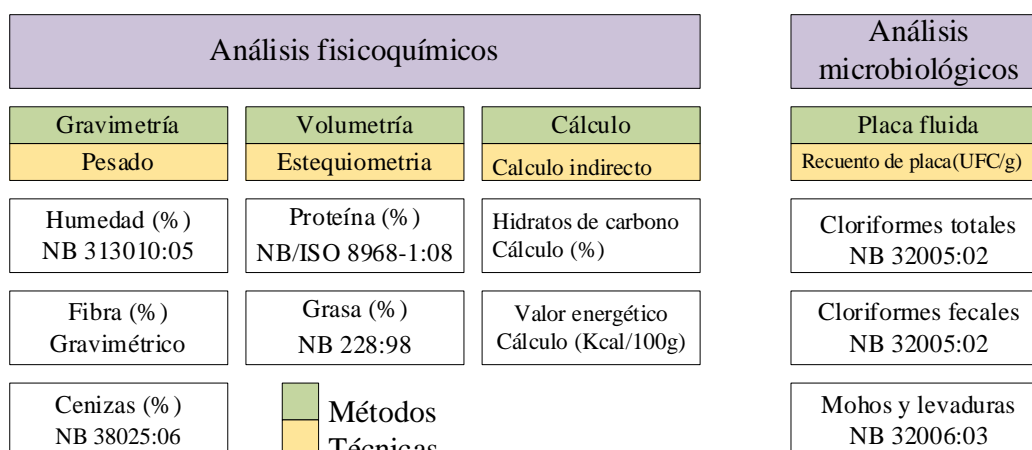 Análisis fisicoquímicos
Gravimetría
Pesado
Humedad (%)
NB 313010:05
Fibra (%)
Gravimétrico
Cenizas (%)
NB 38025:06
Volumetría
Estequiometria
Proteína (%)
NB/ISO 8968-1:08
Grasa (%)
NB 228:98
Cálculo
Calculo indirecto
Hidratos de carbono
Cálculo (%)
Valor energético
Cálculo (Kcal/100g)
Métodos
Técnicas
Análisis
microbiológicos
Placa fluida
Recuento de placa(UFC/g)
Cloriformes totales
NB 32005:02
Cloriformes fecales
NB 32005:02
Mohos y levaduras
NB 32006:03